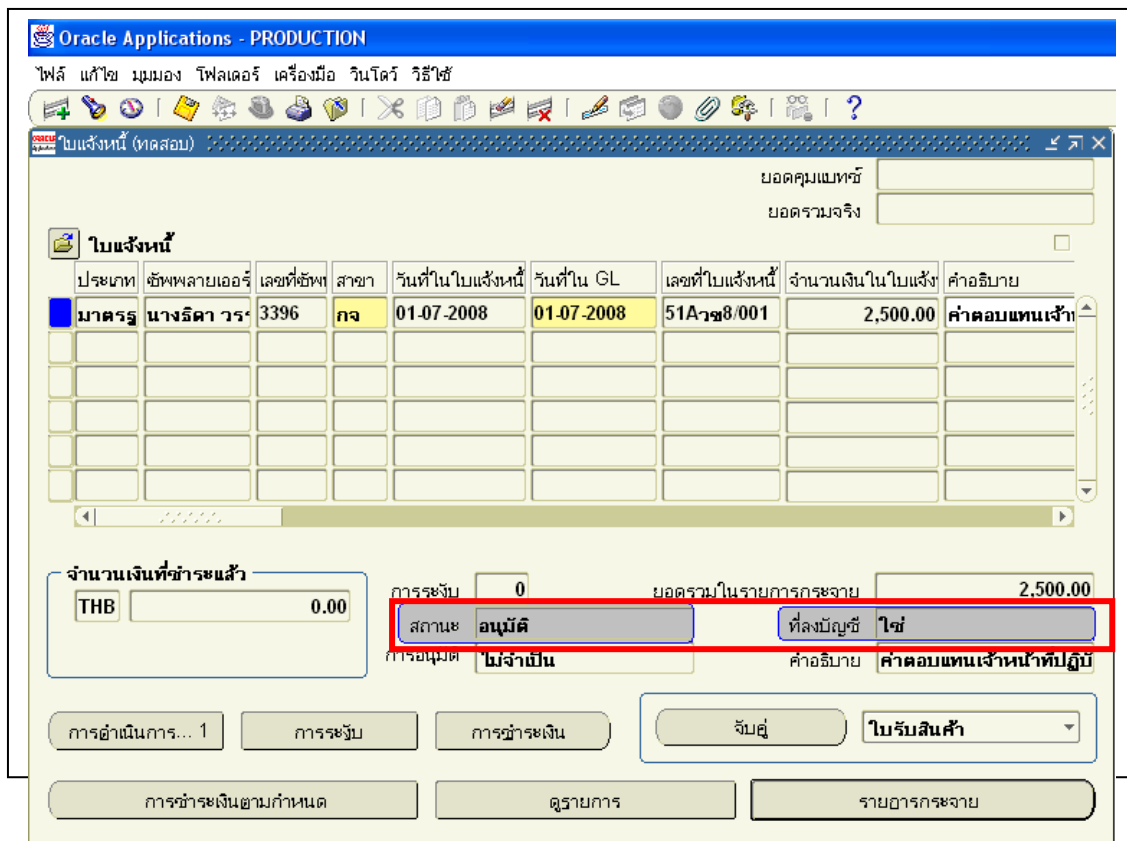 Oracle Applications - PRODUCTION
ไฟล์ แก้ไข มุมมอง โฟลเดอร์ เครื่องมือ วินโดว์ วิธีใช้
ใบแจ้งหนี้ (ทดสอบ)
ยอดคุมแบทช์
ยอดรวมจริง
ใบแจ้งหนี้
ประเภท ซัพพลายเออร์ เลขที่ซัพ สาขา วันที่ในใบแจ้งหนี้ วันที่ใน GL เลขที่ใบแจ้งหนี้ จำนวนเงินในใบแจ้ง คำอธิบาย
มาตรฐ นางธิดา วร 3396 กจ 01-07-2008 01-07-2008 51Aวช8/001 2,500.00 ค่าตอบแทนเจ้า
จำนวนเงินที่ชำระแล้ว
THB 0.00 การระงับ 0 ยอดรวมในรายการกระจาย 2,500.00
สถานะ อนุมัติ ที่ลงบัญชี ใช่
การอนุมัติ ไม่จำเป็น คำอธิบาย ค่าตอบแทนเจ้าหน้าที่ปฏิบั
การดำเนินการ... 1 การระงับ การชำระเงิน จับคู่ ใบรับสินค้า
การชำระเงินตามกำหนด ดูรายการ รายการกระจาย